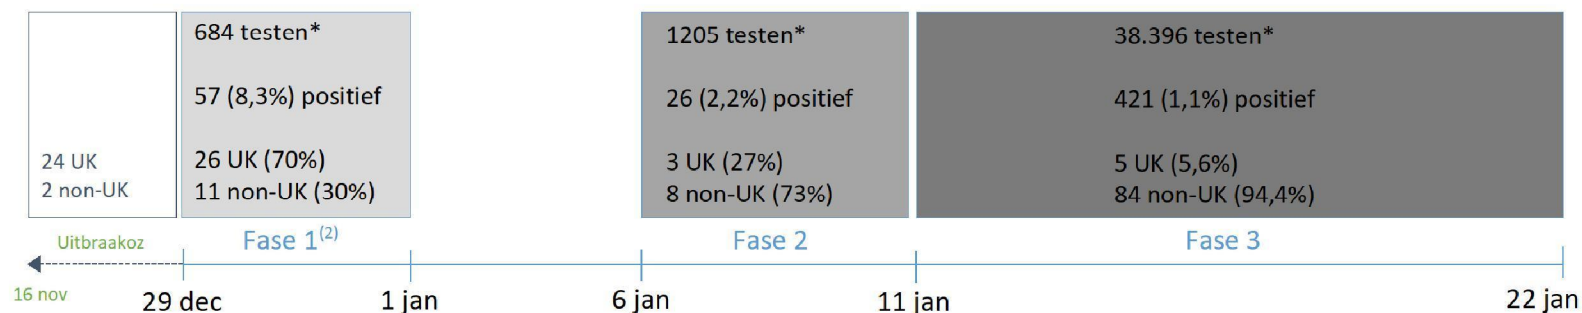 24 UK
2 non-UK
684 testen*
57 (8,3%) positief
26 UK (70%)
11 non-UK (30%)
1205 testen*
26 (2,2%) positief
3 UK (27%)
8 non-UK (73%)
38.396 testen*
421 (1,1%) positief
5 UK (5,6%)
84 non-UK (94,4%)
Uitbraakoz
Fase 1(2)
Fase 2
Fase 3
16 nov
29 dec
1 jan
6 jan
11 jan
22 jan